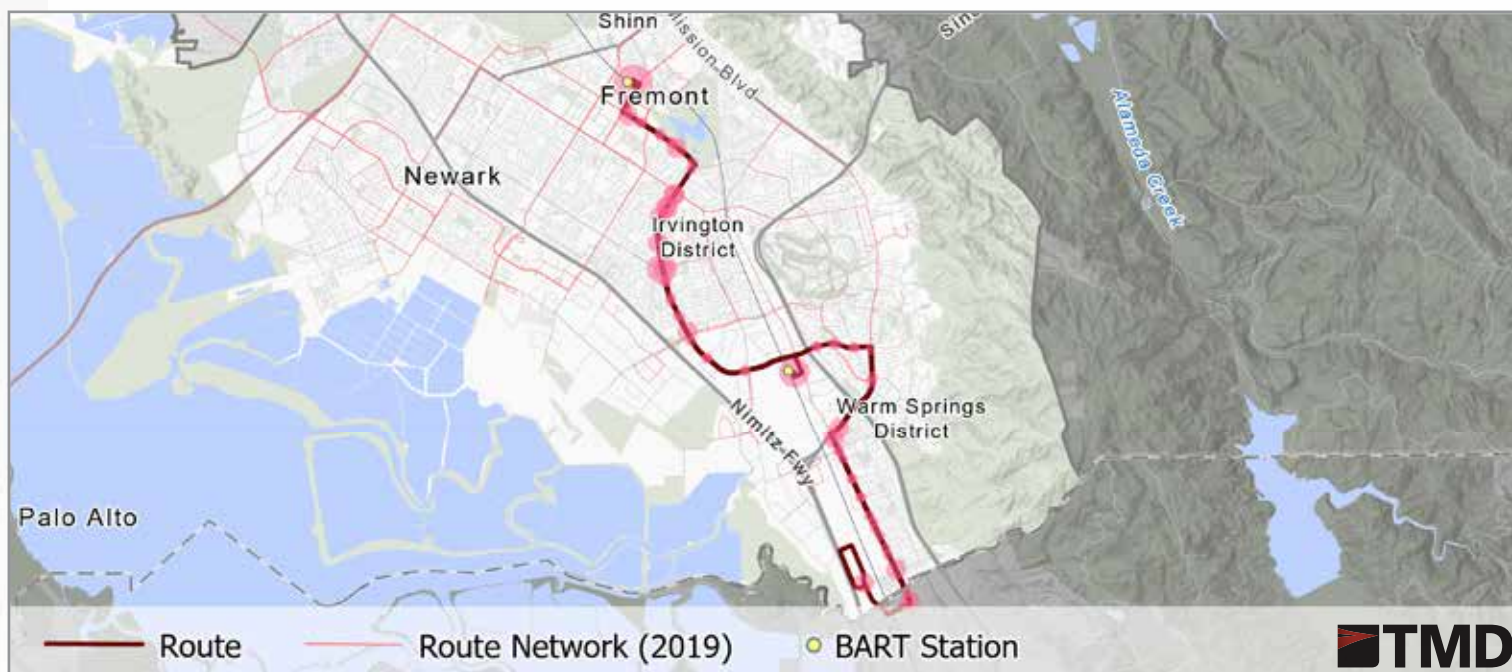 Shinn
Mission-Blvd
Fremont
Newark
Alameda Creek
Irvington
District
Warm Springs
District
Nimitz-Fwy
Palo Alto
Route
Route Network (2019)
BART Station
TMD